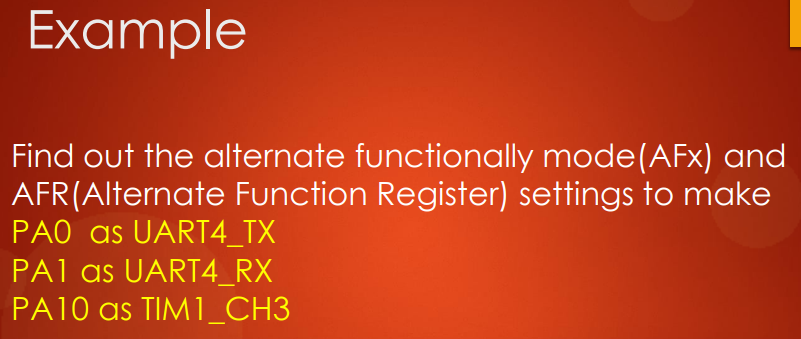 Example
Find out the alternate functionally mode(AFx) and
AFR(Alternate Function Register) settings to make
PA0 as UART4_TX
PA1 as UART4_RX
PA10 as TIM1_CH3